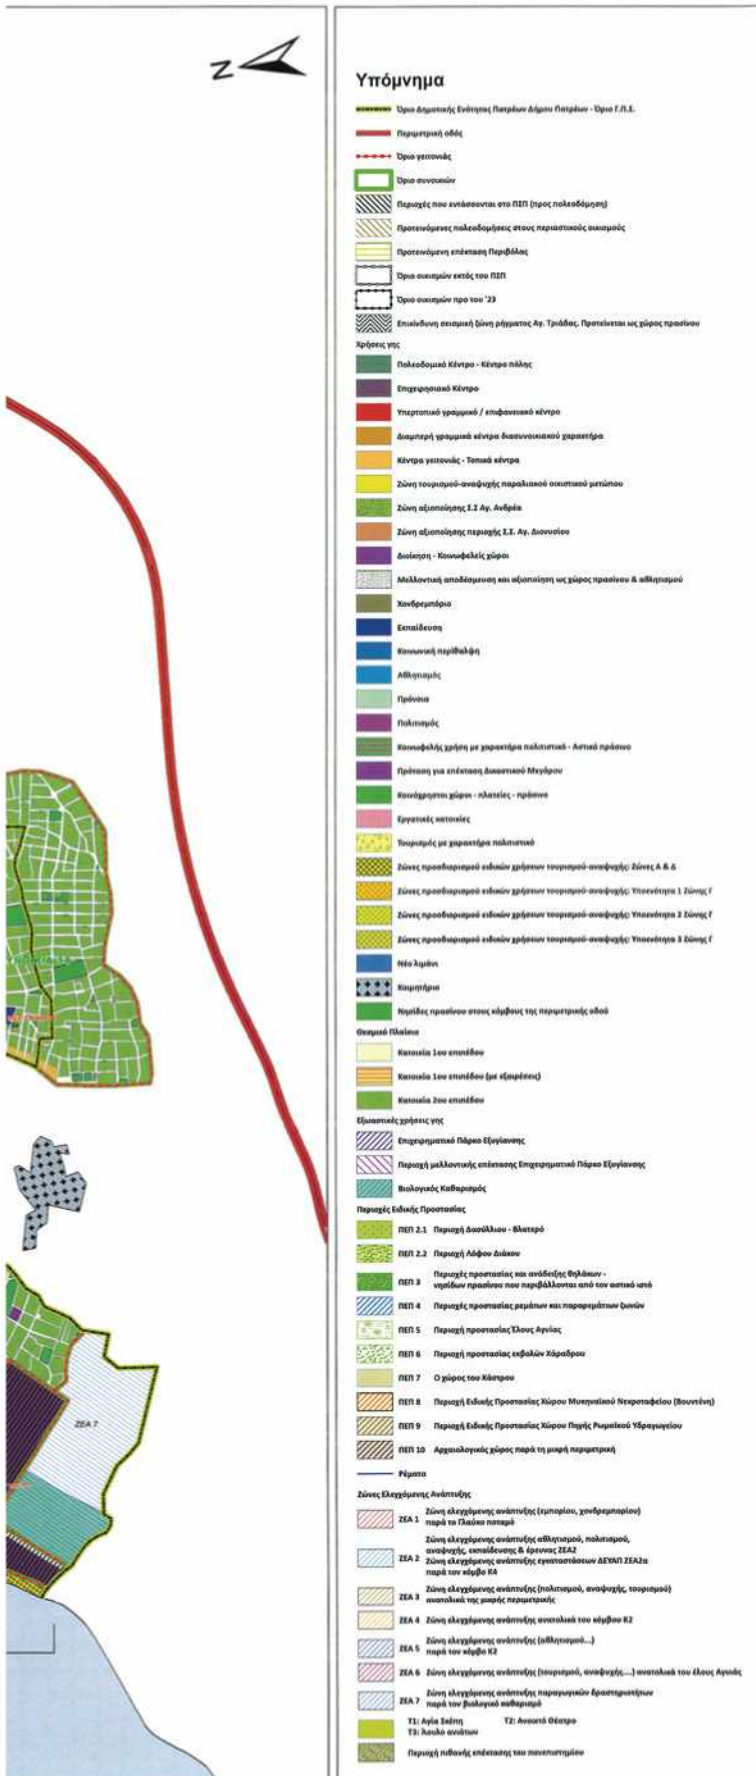 N
Υπόμνημα
Όριο Δημοτικής Ενότητας Πατρέων Δήμου Πατρέων - Όριο Γ.Π.Σ.
Περιμετρική οδός
Όριο γειτονιάς
Όριο συνοικιών
Περιοχές που εντάσσονται στο ΠΣΠ (προς πολεοδόμηση)
Προτεινόμενες πολεοδομήσεις στους περιαστικούς οικισμούς
Προτεινόμενη επέκταση Περιβόλας
Όριο οικισμών εκτός του ΠΣΠ
Όριο οικισμών προ του '23
Επικίνδυνη σεισμική ζώνη ρήγματος Αγ. Τριάδας. Προτείνεται ως χώρος πρασίνου
Χρήσεις γης
Πολεοδομικό Κέντρο - Κέντρο πόλης
Επιχειρησιακό Κέντρο
Υπερτοπικό γραμμικό / επιφανειακό κέντρο
Διαμπερή γραμμικά κέντρα διασυνοικιακού χαρακτήρα
Κέντρα γειτονιάς - Τοπικά κέντρα
Ζώνη τουρισμού-αναψυχής παραλιακού οικιστικού μετώπου
Ζώνη αξιοποίησης Σ.Σ Αγ. Ανδρέα
Ζώνη αξιοποίησης περιοχής Σ.Σ. Αγ. Διονυσίου
Διοίκηση - Κοινωφελείς χώροι
Μελλοντική αποδέσμευση και αξιοποίηση ως χώρος πρασίνου & αθλητισμού
Χονδρεμπόριο
Εκπαίδευση
Κοινωνική περίθαλψη
Αθλητισμός
Πρόνοια
Πολιτισμός
Κοινωφελής χρήση με χαρακτήρα πολιτιστικό - Αστικό πράσινο
Πρόταση για επέκταση Δικαστικού Μεγάρου
Κοινόχρηστοι χώροι - πλατείες - πράσινο
Εργατικές κατοικίες
Τουρισμός με χαρακτήρα πολιτιστικό
Ζώνες προσδιορισμού ειδικών χρήσεων τουρισμού-αναψυχής: Ζώνες Α & Δ
Ζώνες προσδιορισμού ειδικών χρήσεων τουρισμού-αναψυχής: Υποενότητα 1 Ζώνης Γ
Ζώνες προσδιορισμού ειδικών χρήσεων τουρισμού-αναψυχής: Υποενότητα 2 Ζώνης Γ
Ζώνες προσδιορισμού ειδικών χρήσεων τουρισμού-αναψυχής: Υποενότητα 3 Ζώνης Γ
Νέο λιμάνι
Κοιμητήριο
Νησίδες πρασίνου στους κόμβους της περιμετρικής οδού
Θεσμικό Πλαίσιο
Κατοικία 1ου επιπέδου
Κατοικία 1ου επιπέδου (με εξαιρέσεις)
Κατοικία 2ου επιπέδου
Εξωαστικές χρήσεις γης
Επιχειρηματικό Πάρκο Εξυγίανσης
Περιοχή μελλοντικής επέκτασης Επιχειρηματικό Πάρκο Εξυγίανσης
Βιολογικός Καθαρισμός
Περιοχές Ειδικής Προστασίας
ΠΕΠ 2.1 Περιοχή Δασύλλιου - Βλατερό
ΠΕΠ 2.2 Περιοχή Λόφου Διάκου
ΠΕΠ 3 Περιοχές προστασίας και ανάδειξης θηλάκων -
νησίδων πρασίνου που περιβάλλονται από τον αστικό ιστό
ΠΕΠ 4 Περιοχές προστασίας ρεμάτων και παραρεμάτιων ζωνών
ΠΕΠ 5 Περιοχή προστασίας Έλους Αγυίας
ΠΕΠ 6 Περιοχή προστασίας εκβολών Χάραδρου
ΠΕΠ 7 Ο χώρος του Κάστρου
ΠΕΠ 8 Περιοχή Ειδικής Προστασίας Χώρου Μυκηναϊκού Νεκροταφείου (Βουντένη)
ΠΕΠ 9 Περιοχή Ειδικής Προστασίας Χώρου Πηγής Ρωμαϊκού Υδραγωγείου
ΠΕΠ 10 Αρχαιολογικός χώρος παρά τη μικρή περιμετρική
Ρέματα
Ζώνες Ελεγχόμενης Ανάπτυξης
ΖΕΑ 1 Ζώνη ελεγχόμενης ανάπτυξης (εμπορίου, χονδρεμπορίου)
παρά το Γλαύκο ποταμό
ΖΕΑ 2 Ζώνη ελεγχόμενης ανάπτυξης αθλητισμού, πολιτισμού,
αναψυχής, εκπαίδευσης & έρευνας ΖΕΑ2
Ζώνη ελεγχόμενης ανάπτυξης εγκαταστάσεων ΔΕΥΑΠ ΖΕΑ2α
παρά τον κόμβο Κ4
ΖΕΑ 3 Ζώνη ελεγχόμενης ανάπτυξης (πολιτισμού, αναψυχής, τουρισμού)
ανατολικά της μικρής περιμετρικής
ΖΕΑ 4 Ζώνη ελεγχόμενης ανάπτυξης ανατολικά του κόμβου Κ2
ΖΕΑ 5 Ζώνη ελεγχόμενης ανάπτυξης (αθλητισμού...)
παρά τον κόμβο Κ2
ΖΕΑ 6 Ζώνη ελεγχόμενης ανάπτυξης (τουρισμού, αναψυχής....) ανατολικά του έλους Αγυιάς
ΖΕΑ 7 Ζώνη ελεγχόμενης ανάπτυξης παραγωγικών δραστηριοτήτων
παρά τον βιολογικό καθαρισμό
Τ1: Αγία Σκέπη Τ2: Ανοικτό Θέατρο
Τ3: Άσυλο ανιάτων
Περιοχή πιθανής επέκτασης του πανεπιστημίου
ΖΕΑ 7